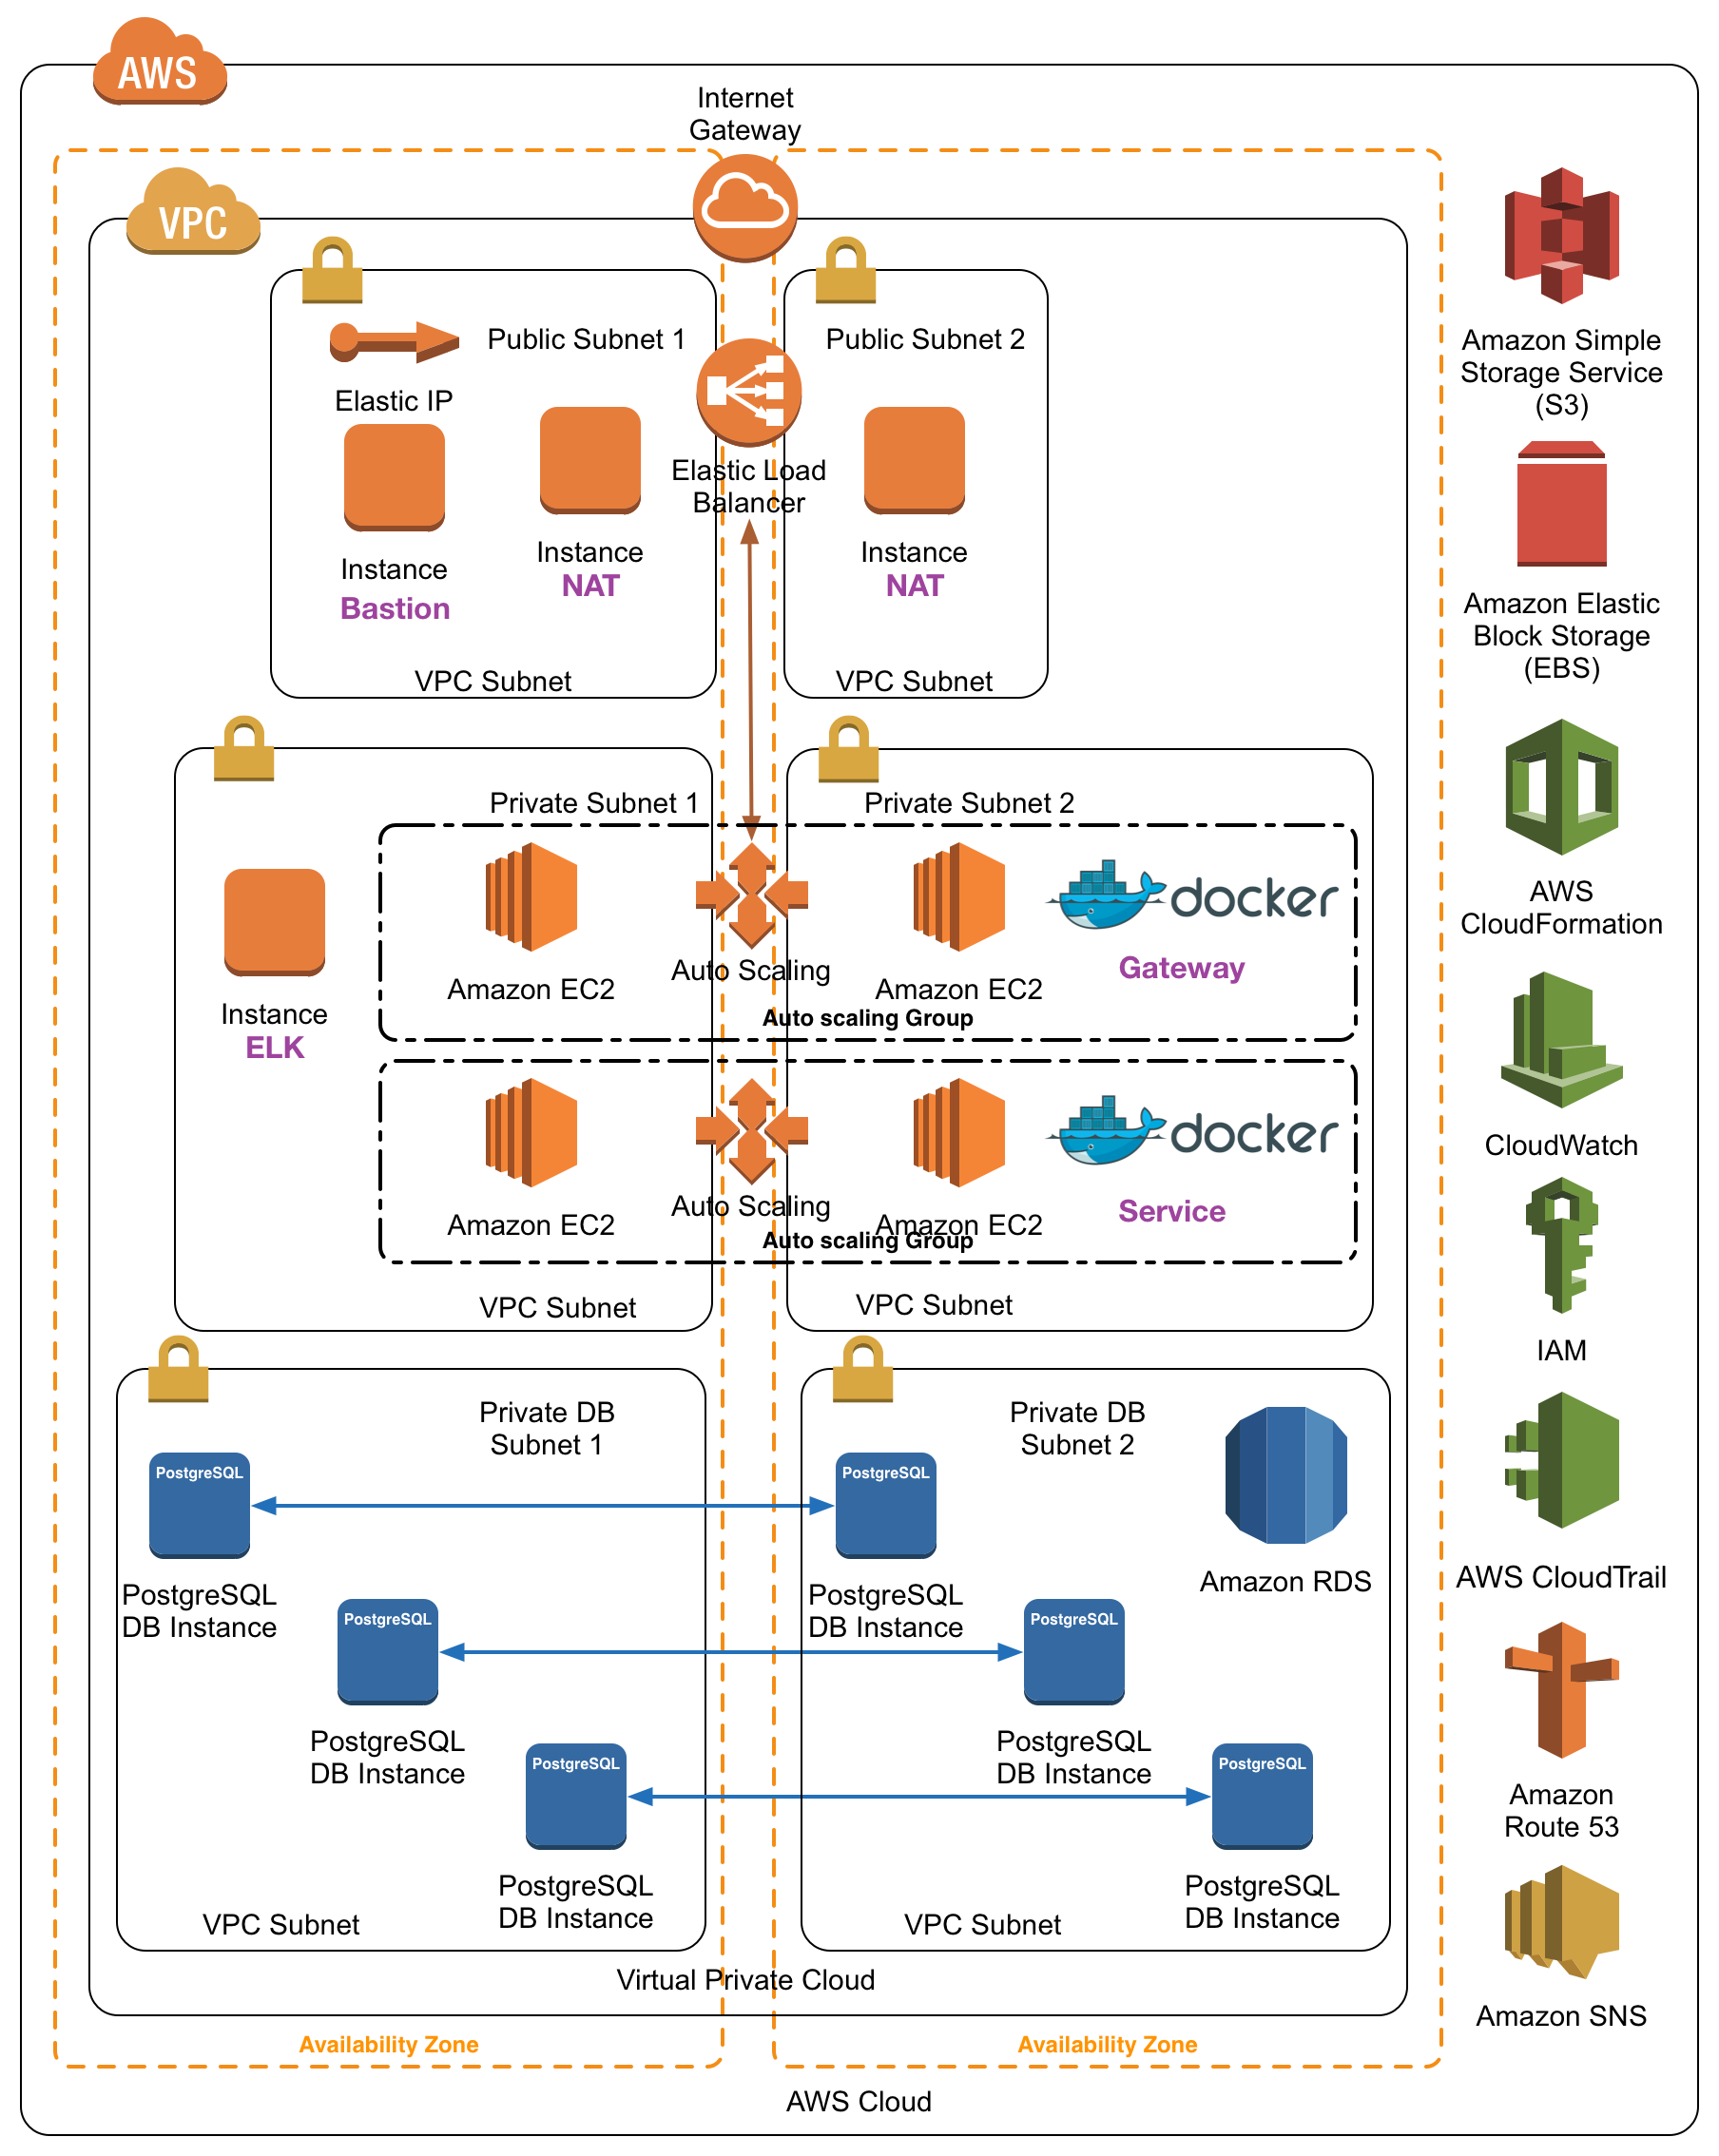 AWS
Internet
Gateway
VPC
Public Subnet 1
Public Subnet 2
Elastic IP
Elastic Load
Balancer
Instance
Bastion
Instance
NAT
Instance
NAT
VPC Subnet
VPC Subnet
Private Subnet 1
Private Subnet 2
Instance
ELK
Amazon EC2
Auto Scaling
Amazon EC2
docker
Gateway
Auto scaling Group
Amazon EC2
Auto Scaling
Amazon EC2
docker
Service
Auto scaling Group
VPC Subnet
VPC Subnet
Private DB
Subnet 1
Private DB
Subnet 2
PostgreSQL
PostgreSQL
DB Instance
PostgreSQL
PostgreSQL
DB Instance
Amazon RDS
PostgreSQL
PostgreSQL
DB Instance
PostgreSQL
PostgreSQL
DB Instance
PostgreSQL
PostgreSQL
DB Instance
PostgreSQL
PostgreSQL
DB Instance
VPC Subnet
VPC Subnet
Virtual Private Cloud
Availability Zone
Availability Zone
AWS Cloud
Amazon Simple
Storage Service
(S3)
Amazon Elastic
Block Storage
(EBS)
AWS
CloudFormation
CloudWatch
IAM
AWS CloudTrail
Amazon
Route 53
Amazon SNS